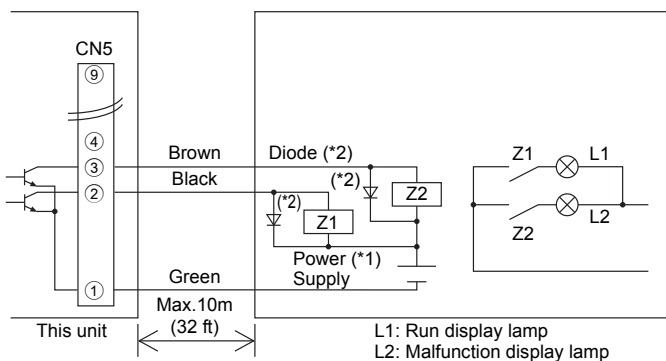 CN5
⑨
④
③
②
①
Brown
Diode (*2)
Black
(*2)
(*2)
Z2
Z1
Power (*1)
Supply
Green
Max.10m
(32 ft)
This unit
Z1
L1
L2
Z2
L1: Run display lamp
L2: Malfunction display lamp